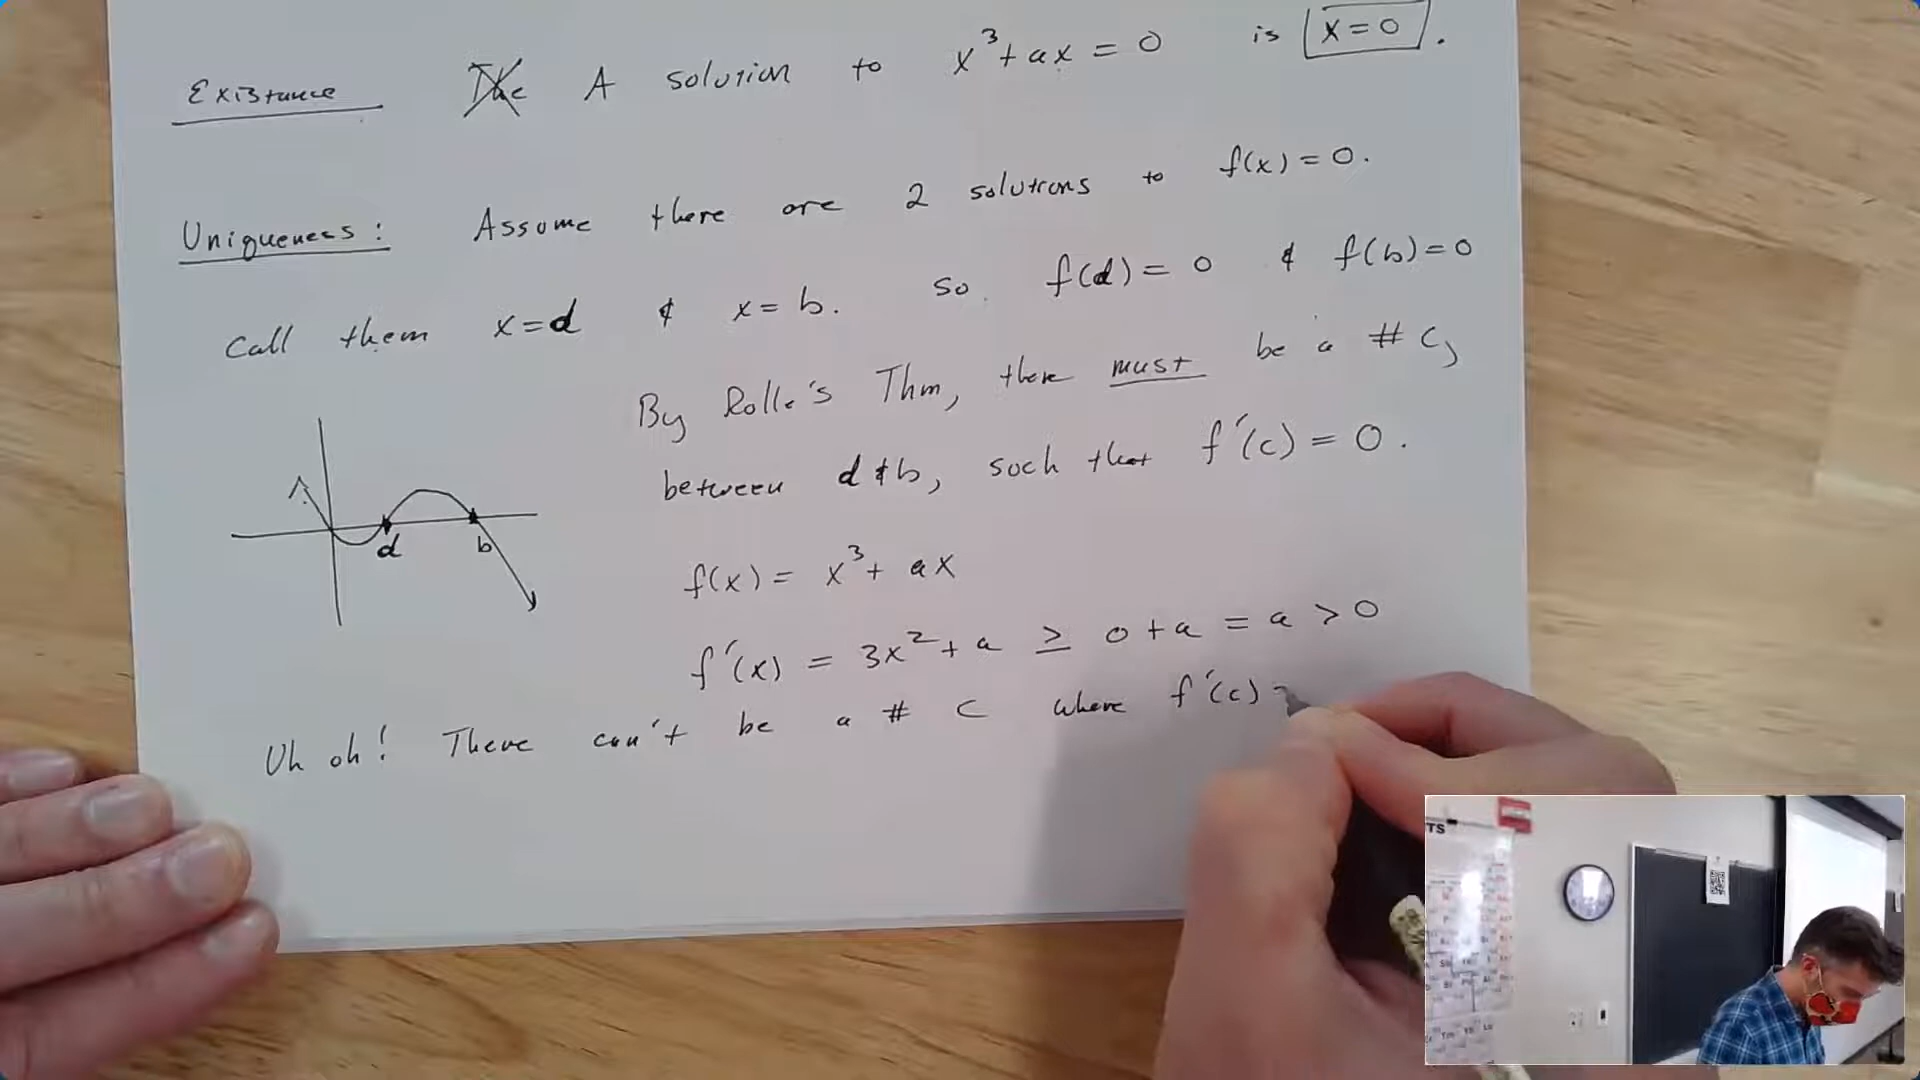 Existance The A solution to x³+ax = 0 is x=0.
Uniqueness: Assume there are 2 solutions to f(x)=0.
Call them x=d & x=b. so f(d)=0 & f(b)=0
By Rolle's Thm, there must be a # c,
between d & b, such that f'(c) = 0.
d b
f(x) = x³+ ax
f'(x) = 3x²+a ≥ 0+a = a > 0
Uh oh! There can't be a # c where f'(c) =
TS